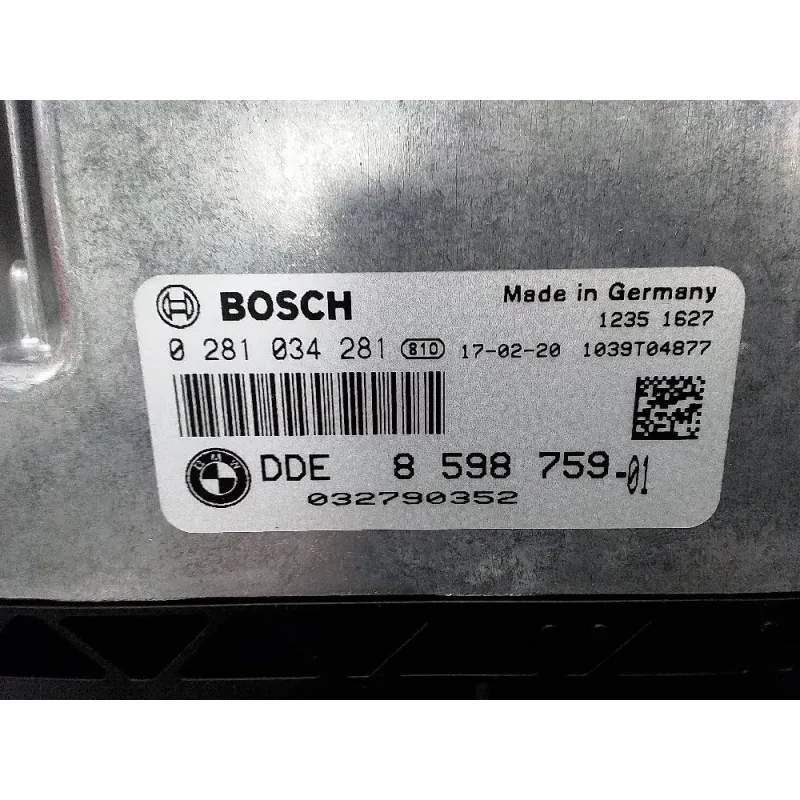 BOSCH
Made in Germany
1235 1627
0 281 034 281 810 17-02-20 1039T04877
BMW
DDE 8 598 759-01
032790352